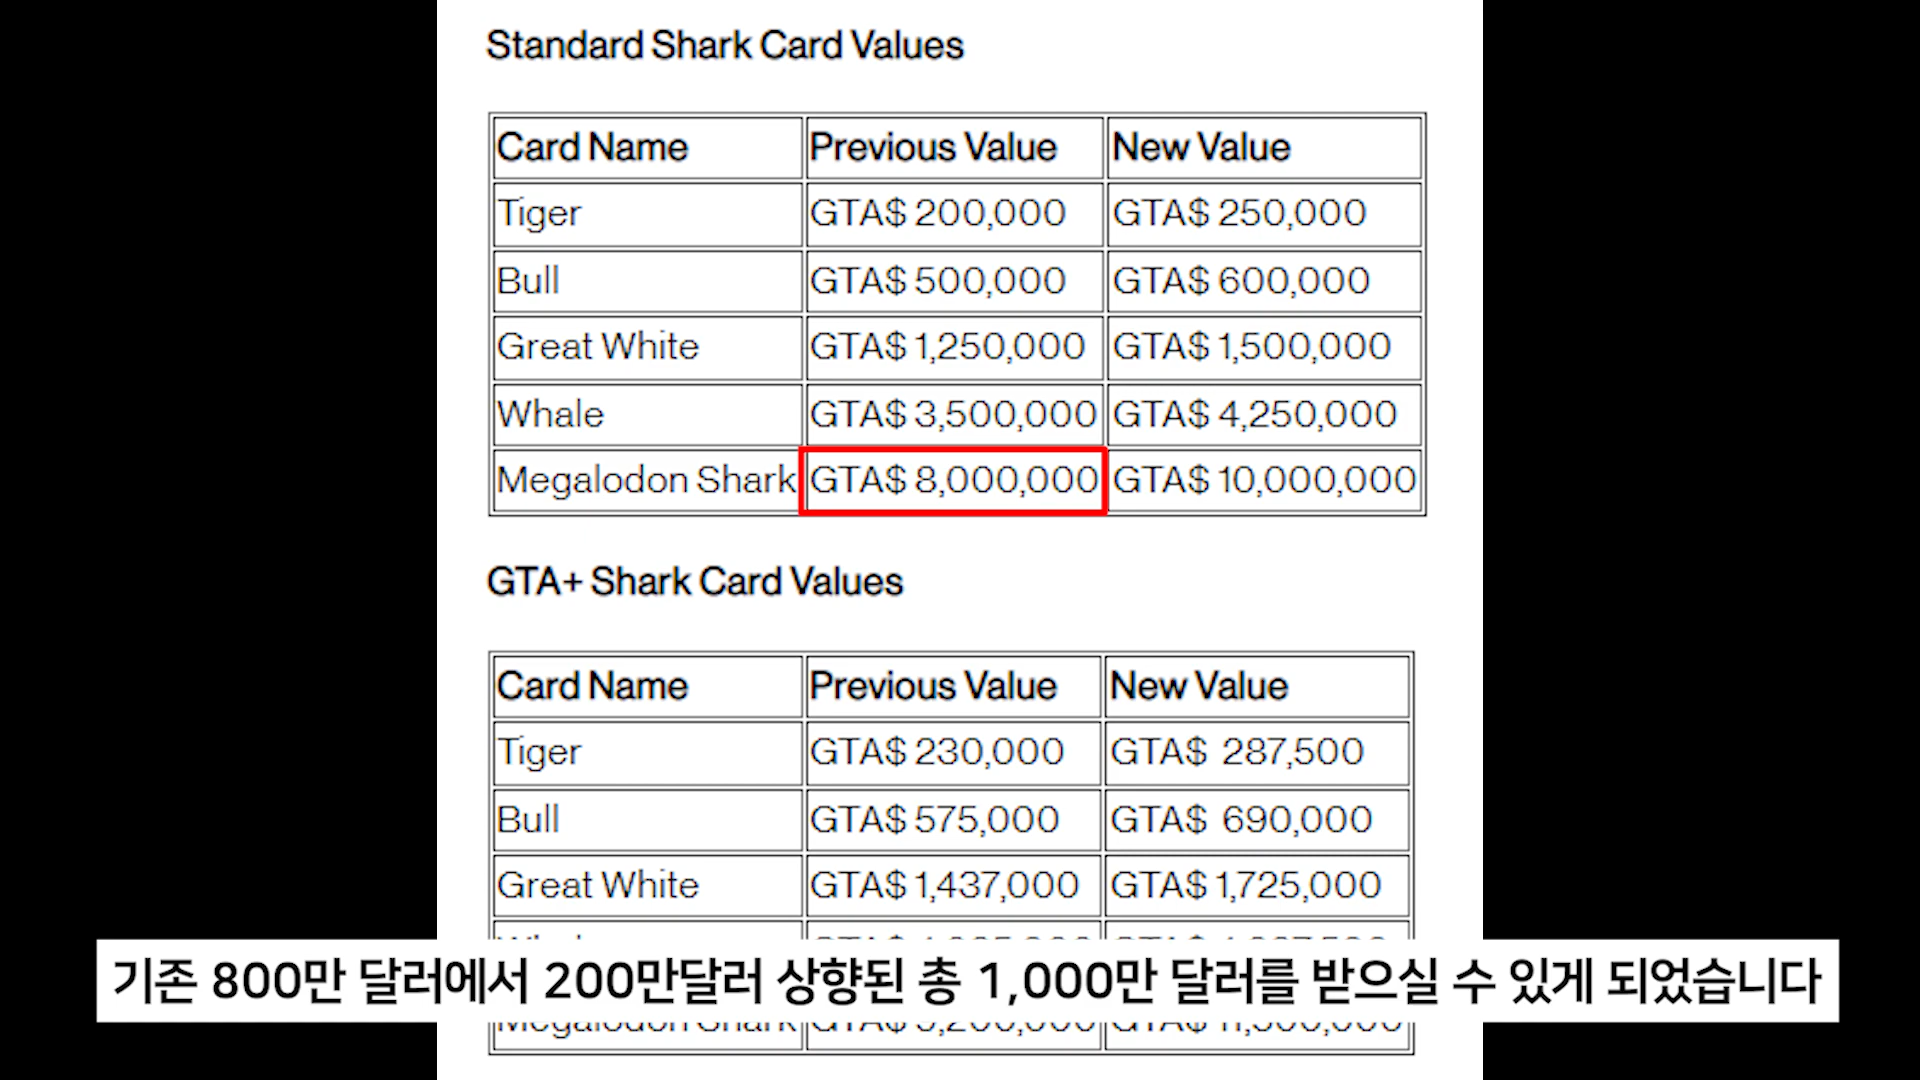 Standard Shark Card Values
Card Name Previous Value New Value
Tiger GTA$ 200,000 GTA$ 250,000
Bull GTA$ 500,000 GTA$ 600,000
Great White GTA$ 1,250,000 GTA$ 1,500,000
Whale GTA$ 3,500,000 GTA$ 4,250,000
Megalodon Shark GTA$ 8,000,000 GTA$ 10,000,000
GTA+ Shark Card Values
Card Name Previous Value New Value
Tiger GTA$ 230,000 GTA$ 287,500
Bull GTA$ 575,000 GTA$ 690,000
Great White GTA$ 1,437,000 GTA$ 1,725,000
기존 800만 달러에서 200만달러 상향된 총 1,000만 달러를 받으실 수 있게 되었습니다
Megalodon Shark